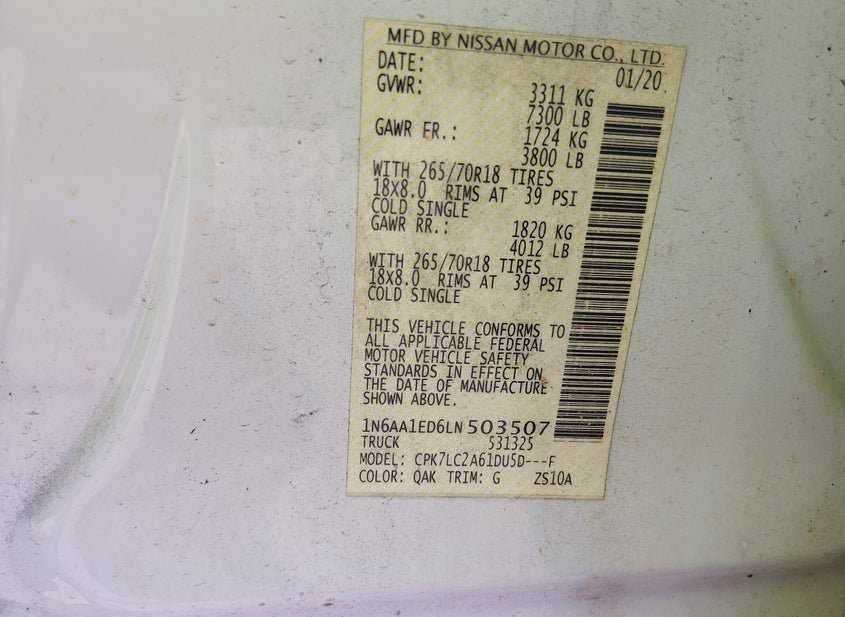 MFD BY NISSAN MOTOR CO., LTD.
DATE: 01/20
GVWR: 3311 KG
7300 LB
GAWR FR.: 1724 KG
3800 LB
WITH 265/70R18 TIRES
18X8.0 RIMS AT 39 PSI
COLD SINGLE
GAWR RR.: 1820 KG
4012 LB
WITH 265/70R18 TIRES
18X8.0 RIMS AT 39 PSI
COLD SINGLE
THIS VEHICLE CONFORMS TO
ALL APPLICABLE FEDERAL
MOTOR VEHICLE SAFETY
STANDARDS IN EFFECT ON
THE DATE OF MANUFACTURE
SHOWN ABOVE.
1N6AA1ED6LN 503507
TRUCK 531325
MODEL: CPK7LC2A61DU5D---F
COLOR: QAK TRIM: G ZS10A